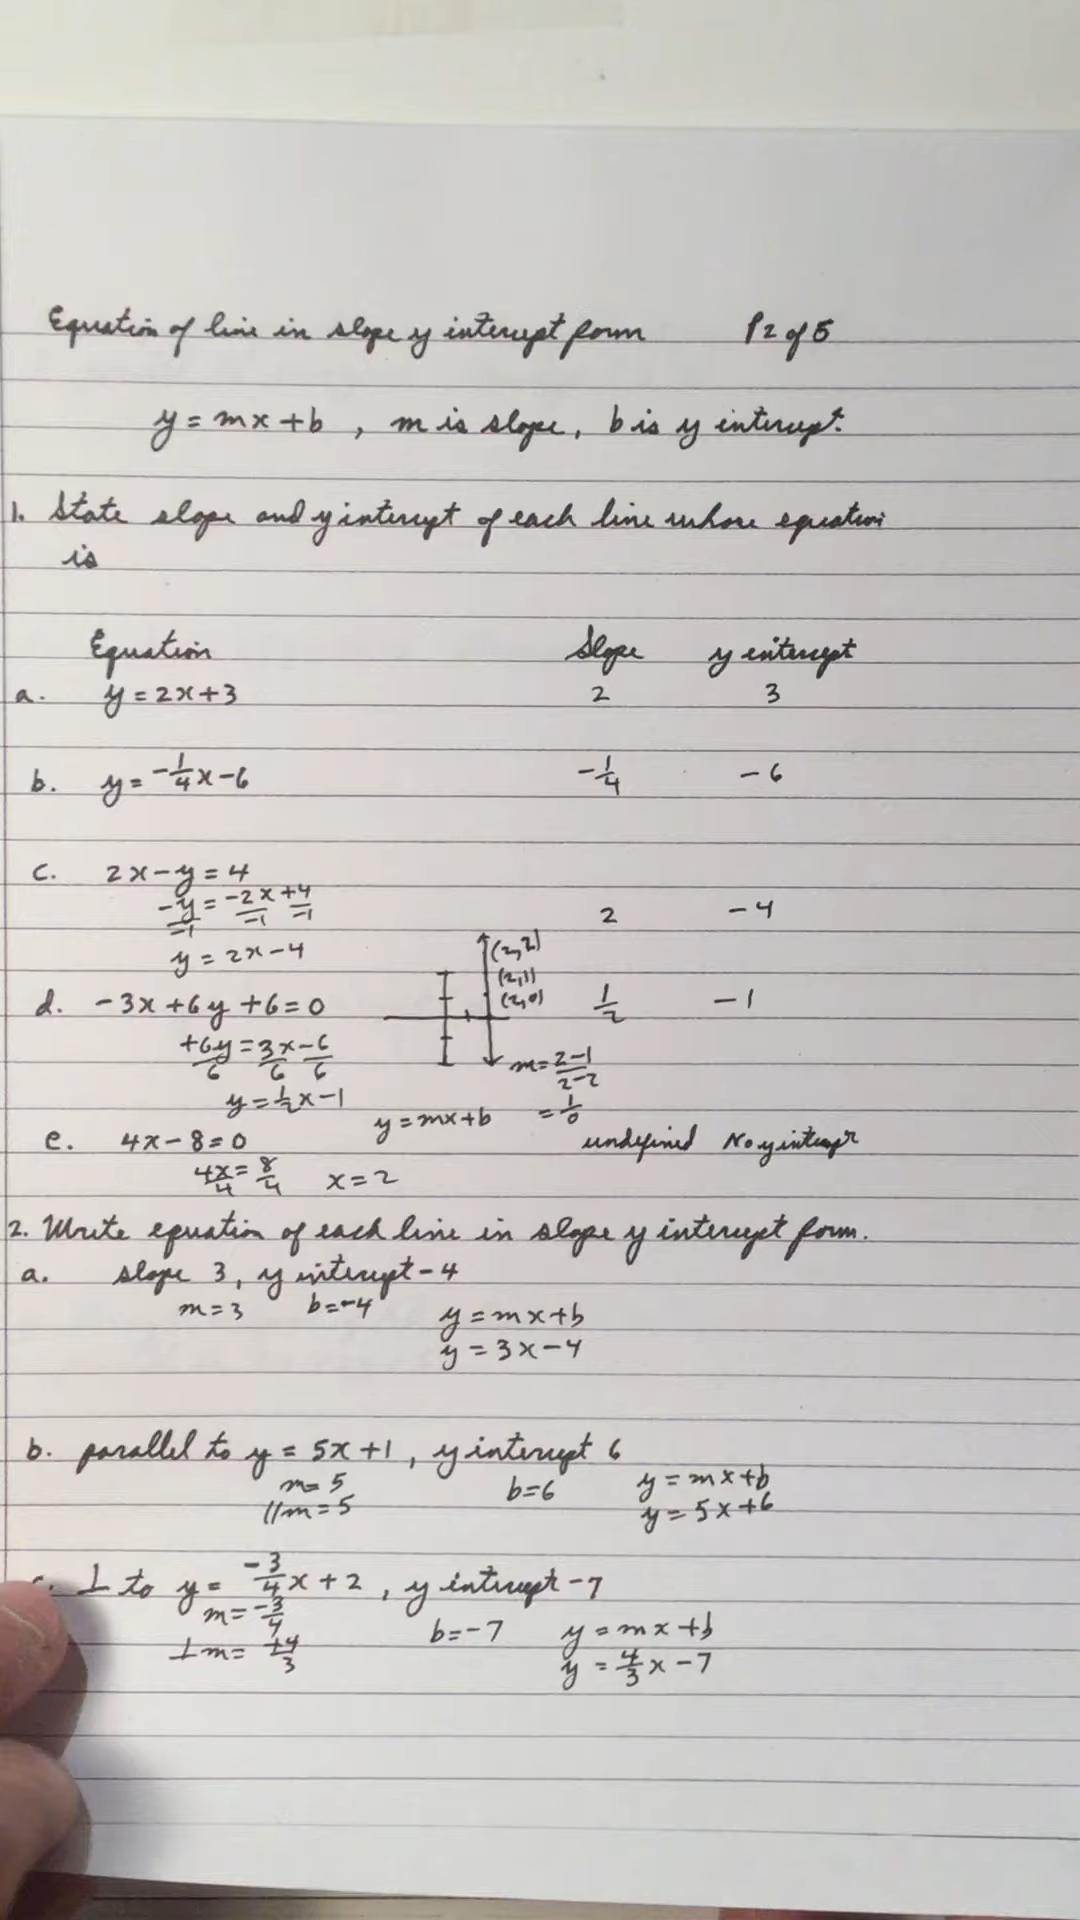 Equation of line in slope y intercept form P2 of 5
y = mx + b , m is slope, b is y intercept.
1. State slope and y intercept of each line whose equation
is
Equation Slope y intercept
a. y = 2x + 3 2 3
b. y = -1/4 x - 6 -1/4 -6
c. 2x - y = 4
-y/-1 = -2x/-1 + 4/-1 2 -4
y = 2x - 4 (2,2)
(2,1)
d. -3x + 6y + 6 = 0 (2,0) 1/2 -1
+6y/6 = 3x/6 - 6/6 m = 2-1/2-2
y = 1/2 x - 1 y = mx + b = 1/0
e. 4x - 8 = 0 undefined No y intercept
4x/4 = 8/4 x = 2
2. Write equation of each line in slope y intercept form.
a. slope 3, y intercept -4
m = 3 b = -4 y = mx + b
y = 3x - 4
b. parallel to y = 5x + 1, y intercept 6
m = 5 b = 6 y = mx + b
// m = 5 y = 5x + 6
⊥ to y = -3/4 x + 2, y intercept -7
m = -3/4 b = -7 y = mx + b
⊥ m = +4/3 y = 4/3 x - 7